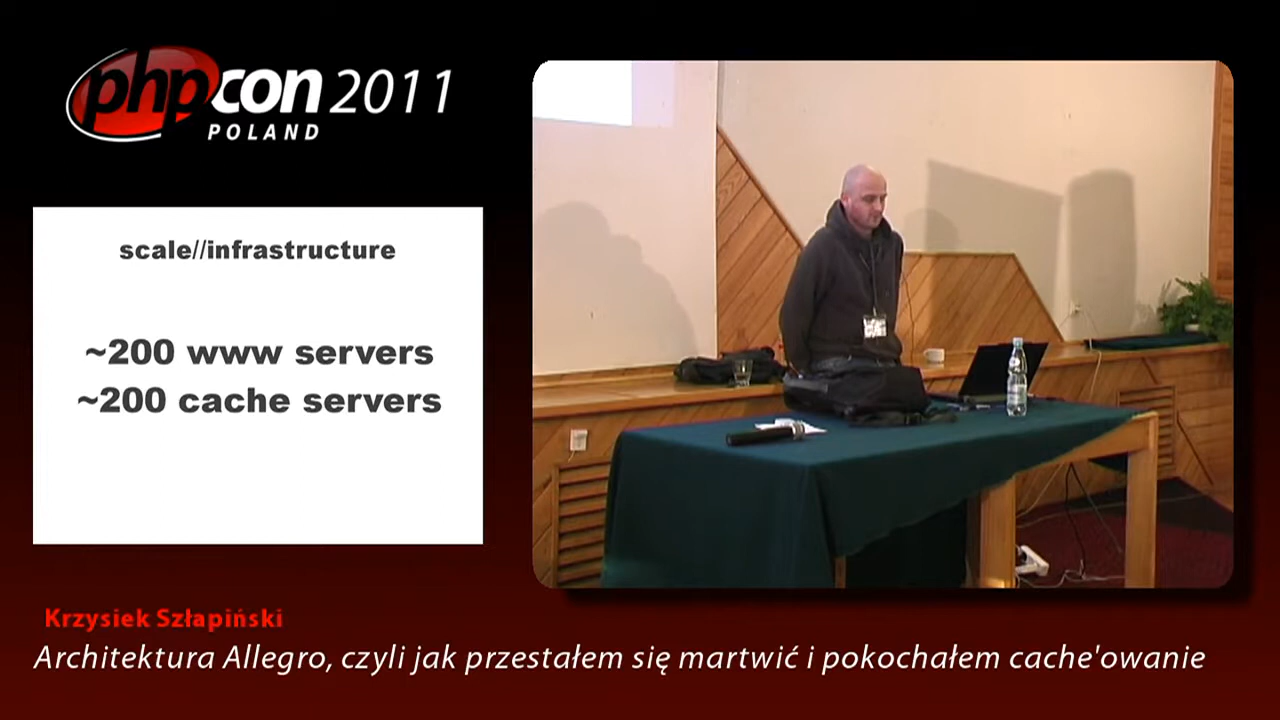 phpcon 2011
POLAND
scale//infrastructure
~200 www servers
~200 cache servers
Krzysiek Szłapiński
Architektura Allegro, czyli jak przestałem się martwić i pokochałem cache'owanie